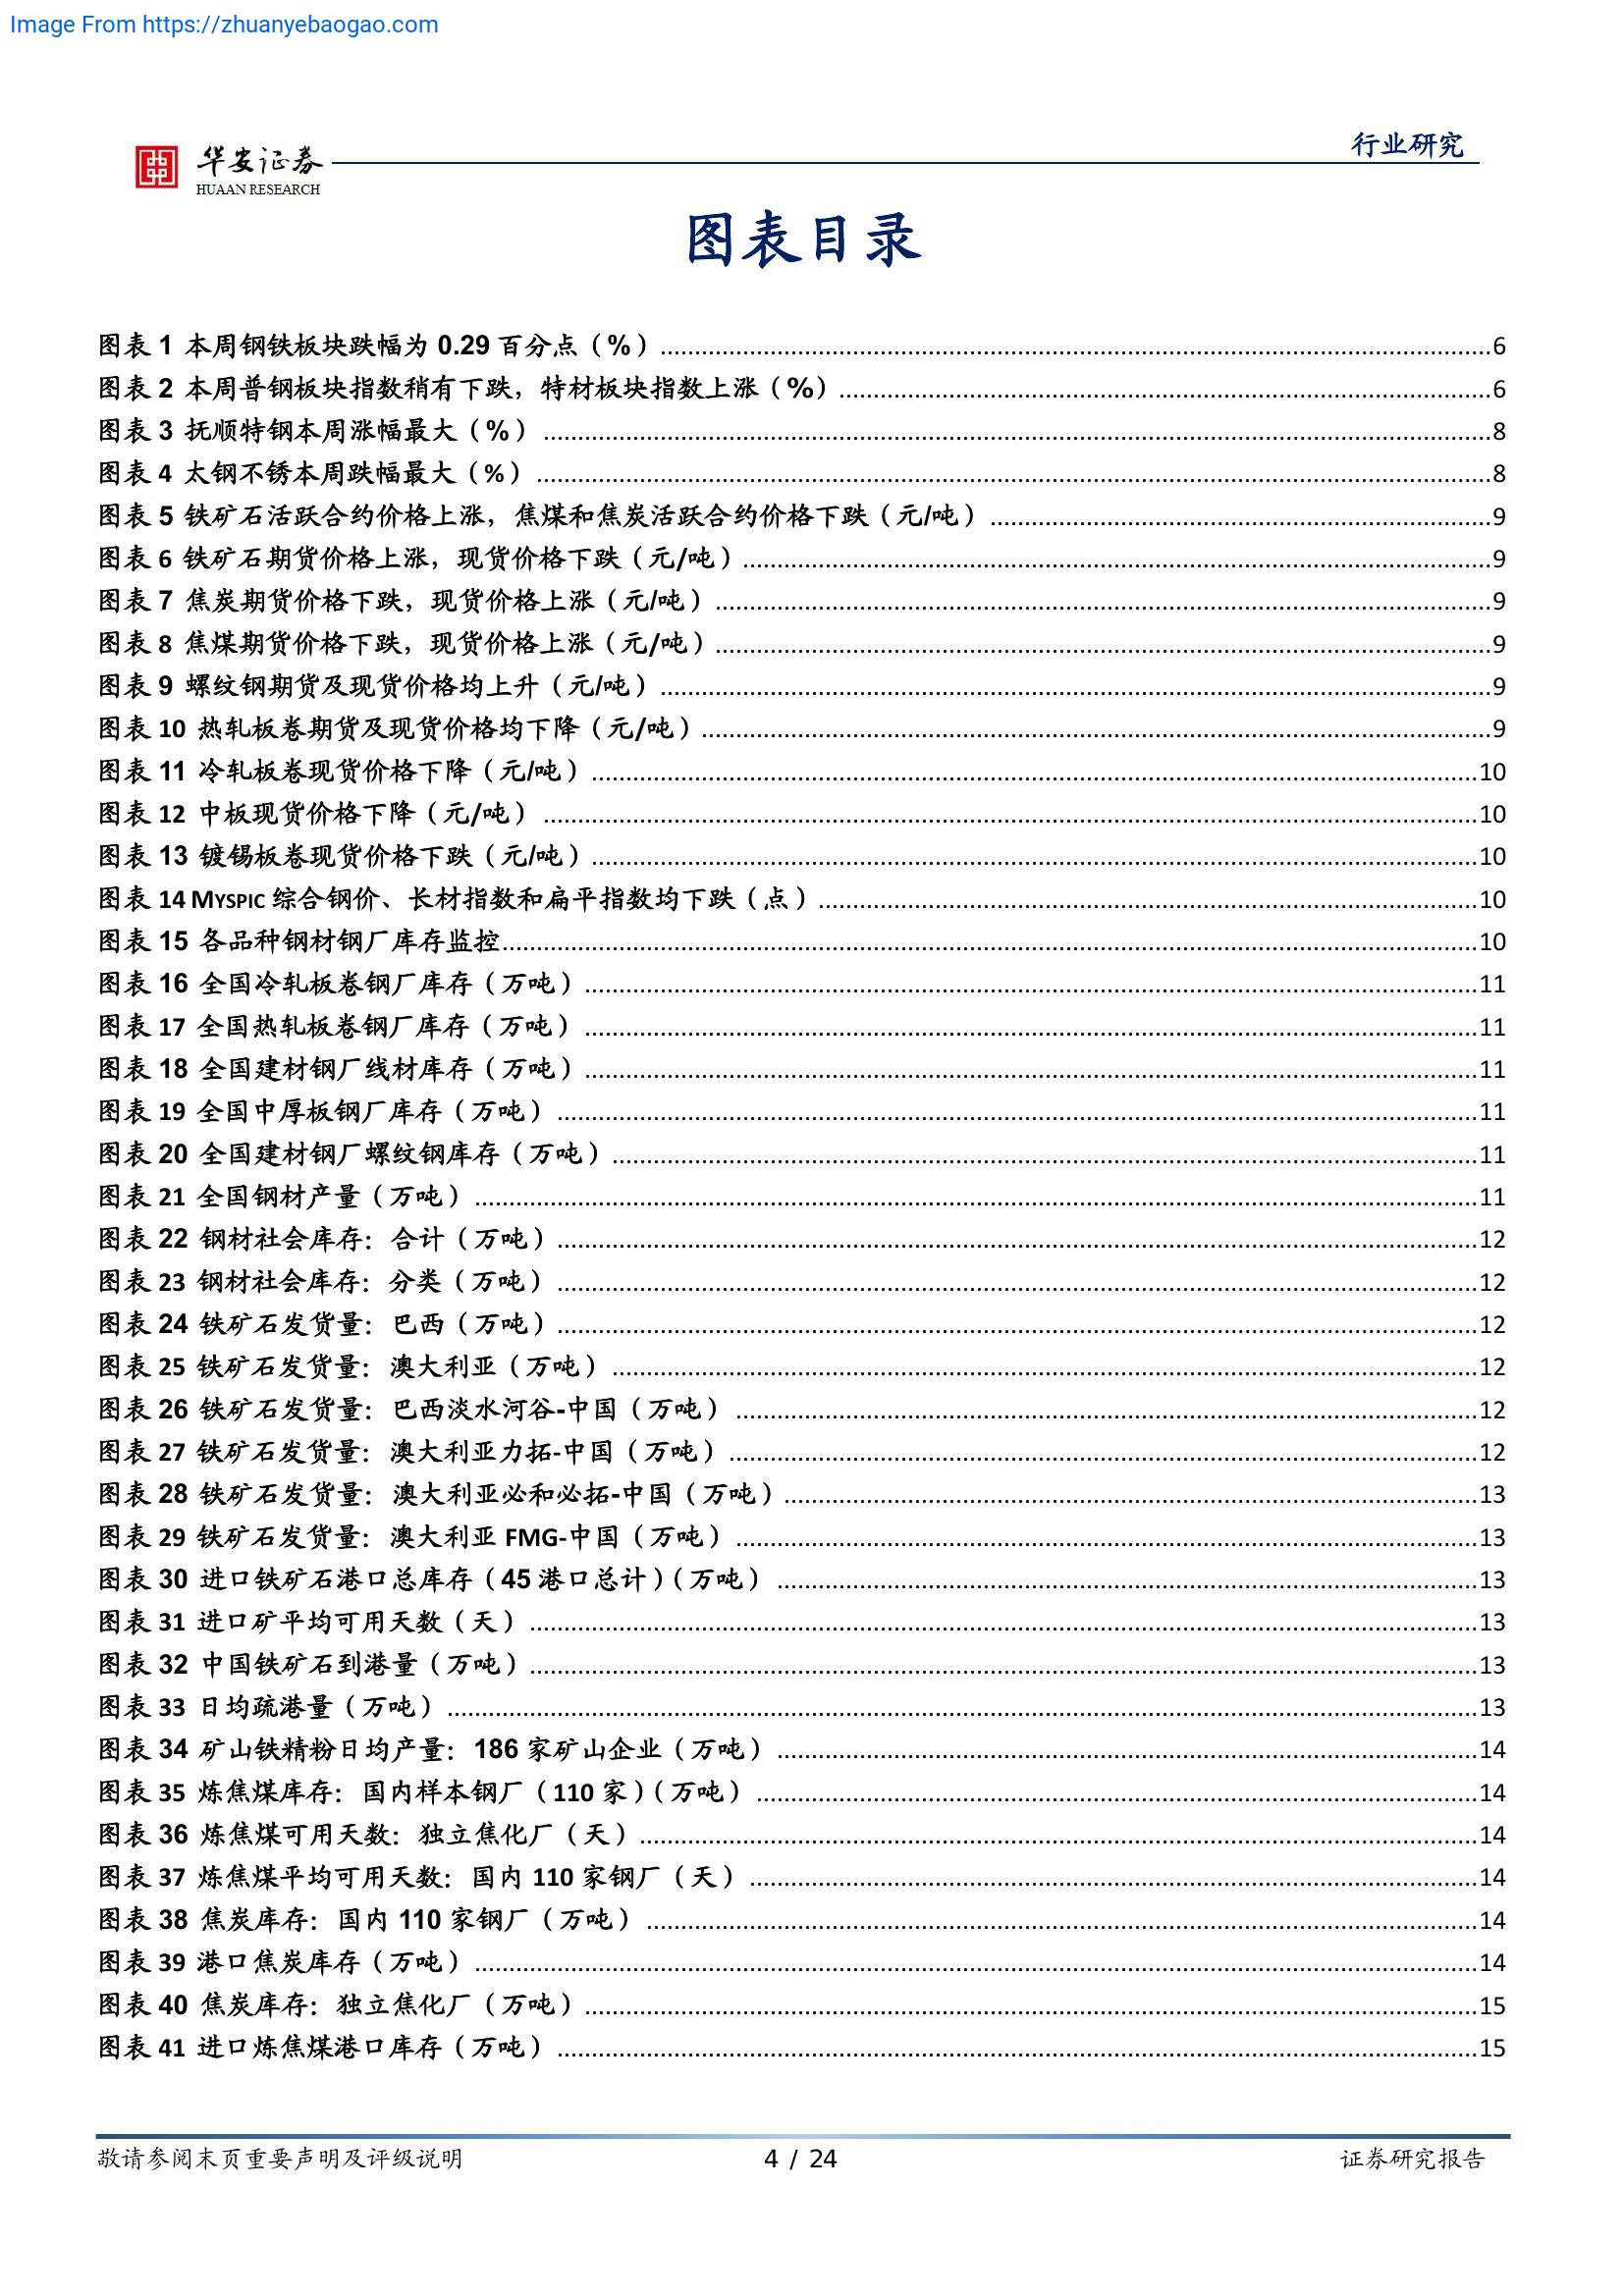 Image From https://zhuanyebaogao.com
华安证券
HUAAN RESEARCH
行业研究
图表目录
图表 1 本周钢铁板块跌幅为 0.29 百分点（%）......6
图表 2 本周普钢板块指数稍有下跌，特材板块指数上涨（%）......6
图表 3 抚顺特钢本周涨幅最大（%）......8
图表 4 太钢不锈本周跌幅最大（%）......8
图表 5 铁矿石活跃合约价格上涨，焦煤和焦炭活跃合约价格下跌（元/吨）......9
图表 6 铁矿石期货价格上涨，现货价格下跌（元/吨）......9
图表 7 焦炭期货价格下跌，现货价格上涨（元/吨）......9
图表 8 焦煤期货价格下跌，现货价格上涨（元/吨）......9
图表 9 螺纹钢期货及现货价格均上升（元/吨）......9
图表 10 热轧板卷期货及现货价格均下降（元/吨）......9
图表 11 冷轧板卷现货价格下降（元/吨）......10
图表 12 中板现货价格下降（元/吨）......10
图表 13 镀锡板卷现货价格下跌（元/吨）......10
图表 14 MYSPIC 综合钢价、长材指数和扁平指数均下跌（点）......10
图表 15 各品种钢材钢厂库存监控......10
图表 16 全国冷轧板卷钢厂库存（万吨）......11
图表 17 全国热轧板卷钢厂库存（万吨）......11
图表 18 全国建材钢厂线材库存（万吨）......11
图表 19 全国中厚板钢厂库存（万吨）......11
图表 20 全国建材钢厂螺纹钢库存（万吨）......11
图表 21 全国钢材产量（万吨）......11
图表 22 钢材社会库存：合计（万吨）......12
图表 23 钢材社会库存：分类（万吨）......12
图表 24 铁矿石发货量：巴西（万吨）......12
图表 25 铁矿石发货量：澳大利亚（万吨）......12
图表 26 铁矿石发货量：巴西淡水河谷-中国（万吨）......12
图表 27 铁矿石发货量：澳大利亚力拓-中国（万吨）......12
图表 28 铁矿石发货量：澳大利亚必和必拓-中国（万吨）......13
图表 29 铁矿石发货量：澳大利亚 FMG-中国（万吨）......13
图表 30 进口铁矿石港口总库存（45 港口总计）（万吨）......13
图表 31 进口矿平均可用天数（天）......13
图表 32 中国铁矿石到港量（万吨）......13
图表 33 日均疏港量（万吨）......13
图表 34 矿山铁精粉日均产量：186 家矿山企业（万吨）......14
图表 35 炼焦煤库存：国内样本钢厂（110 家）（万吨）......14
图表 36 炼焦煤可用天数：独立焦化厂（天）......14
图表 37 炼焦煤平均可用天数：国内 110 家钢厂（天）......14
图表 38 焦炭库存：国内 110 家钢厂（万吨）......14
图表 39 港口焦炭库存（万吨）......14
图表 40 焦炭库存：独立焦化厂（万吨）......15
图表 41 进口炼焦煤港口库存（万吨）......15
敬请参阅末页重要声明及评级说明
4 / 24
证券研究报告